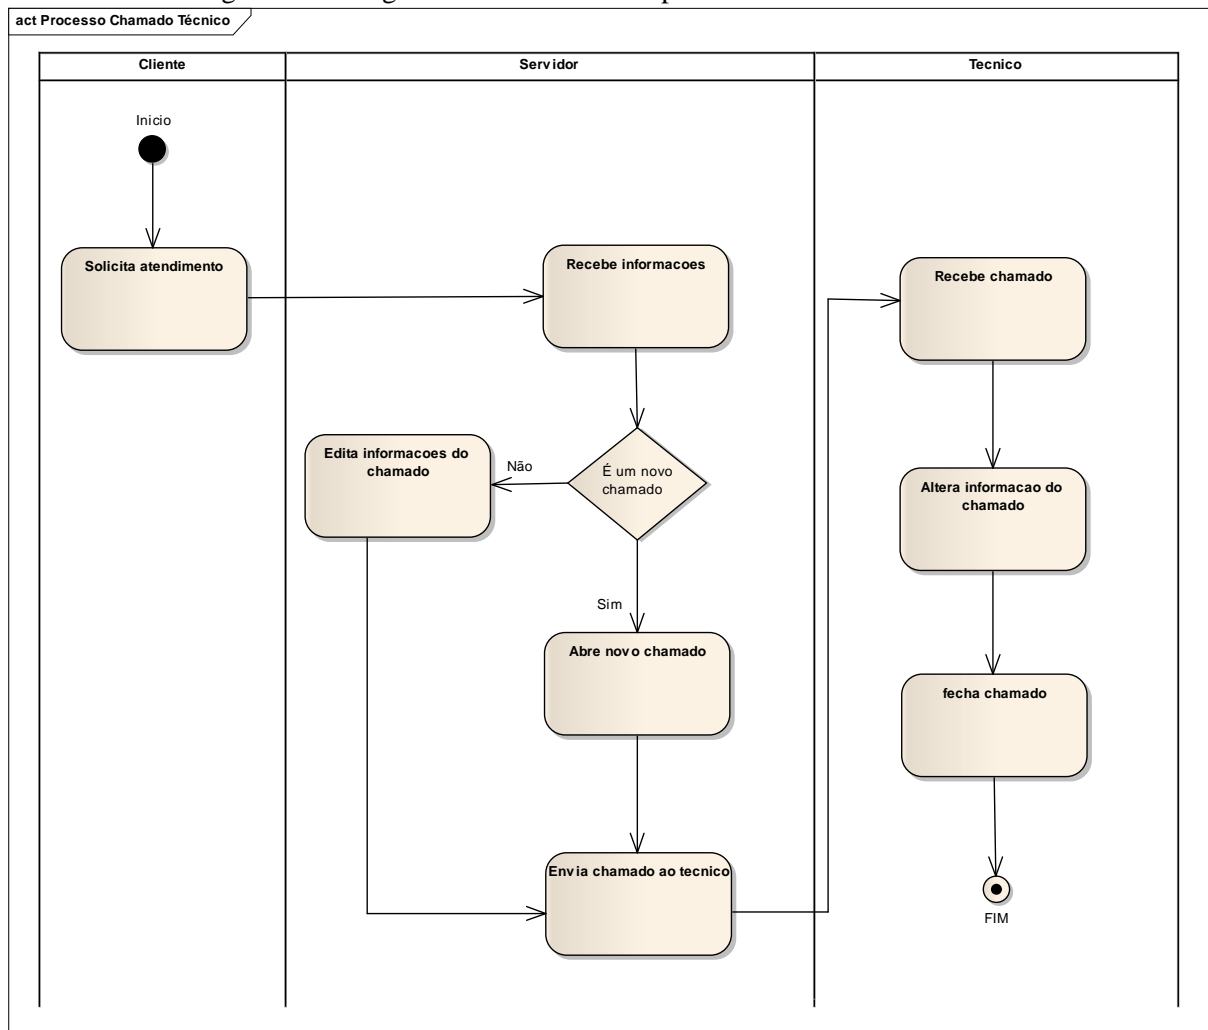 act Processo Chamado Técnico
Cliente
Servidor
Tecnico
Inicio
Solicita atendimento
Recebe informacoes
Recebe chamado
Edita informacoes do
chamado
Não
É um novo
chamado
Altera informacao do
chamado
Sim
Abre novo chamado
fecha chamado
Envia chamado ao tecnico
FIM